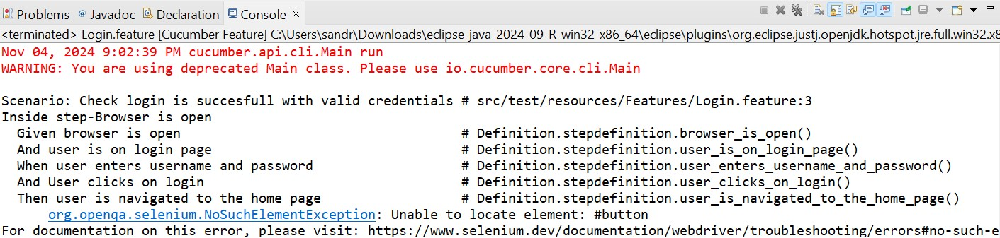 Problems @ Javadoc Declaration Console
<terminated> Login.feature [Cucumber Feature] C:\Users\sandr\Downloads\eclipse-java-2024-09-R-win32-x86_64\eclipse\plugins\org.eclipse.justj.openjdk.hotspot.jre.full.win32.x8
Nov 04, 2024 9:02:39 PM cucumber.api.cli.Main run
WARNING: You are using deprecated Main class. Please use io.cucumber.core.cli.Main
Scenario: Check login is succesfull with valid credentials # src/test/resources/Features/Login.feature:3
Inside step-Browser is open
Given browser is open # Definition.stepdefinition.browser_is_open()
And user is on login page # Definition.stepdefinition.user_is_on_login_page()
When user enters username and password # Definition.stepdefinition.user_enters_username_and_password()
And User clicks on login # Definition.stepdefinition.user_clicks_on_login()
Then user is navigated to the home page # Definition.stepdefinition.user_is_navigated_to_the_home_page()
org.openqa.selenium.NoSuchElementException: Unable to locate element: #button
For documentation on this error, please visit: https://www.selenium.dev/documentation/webdriver/troubleshooting/errors#no-such-e